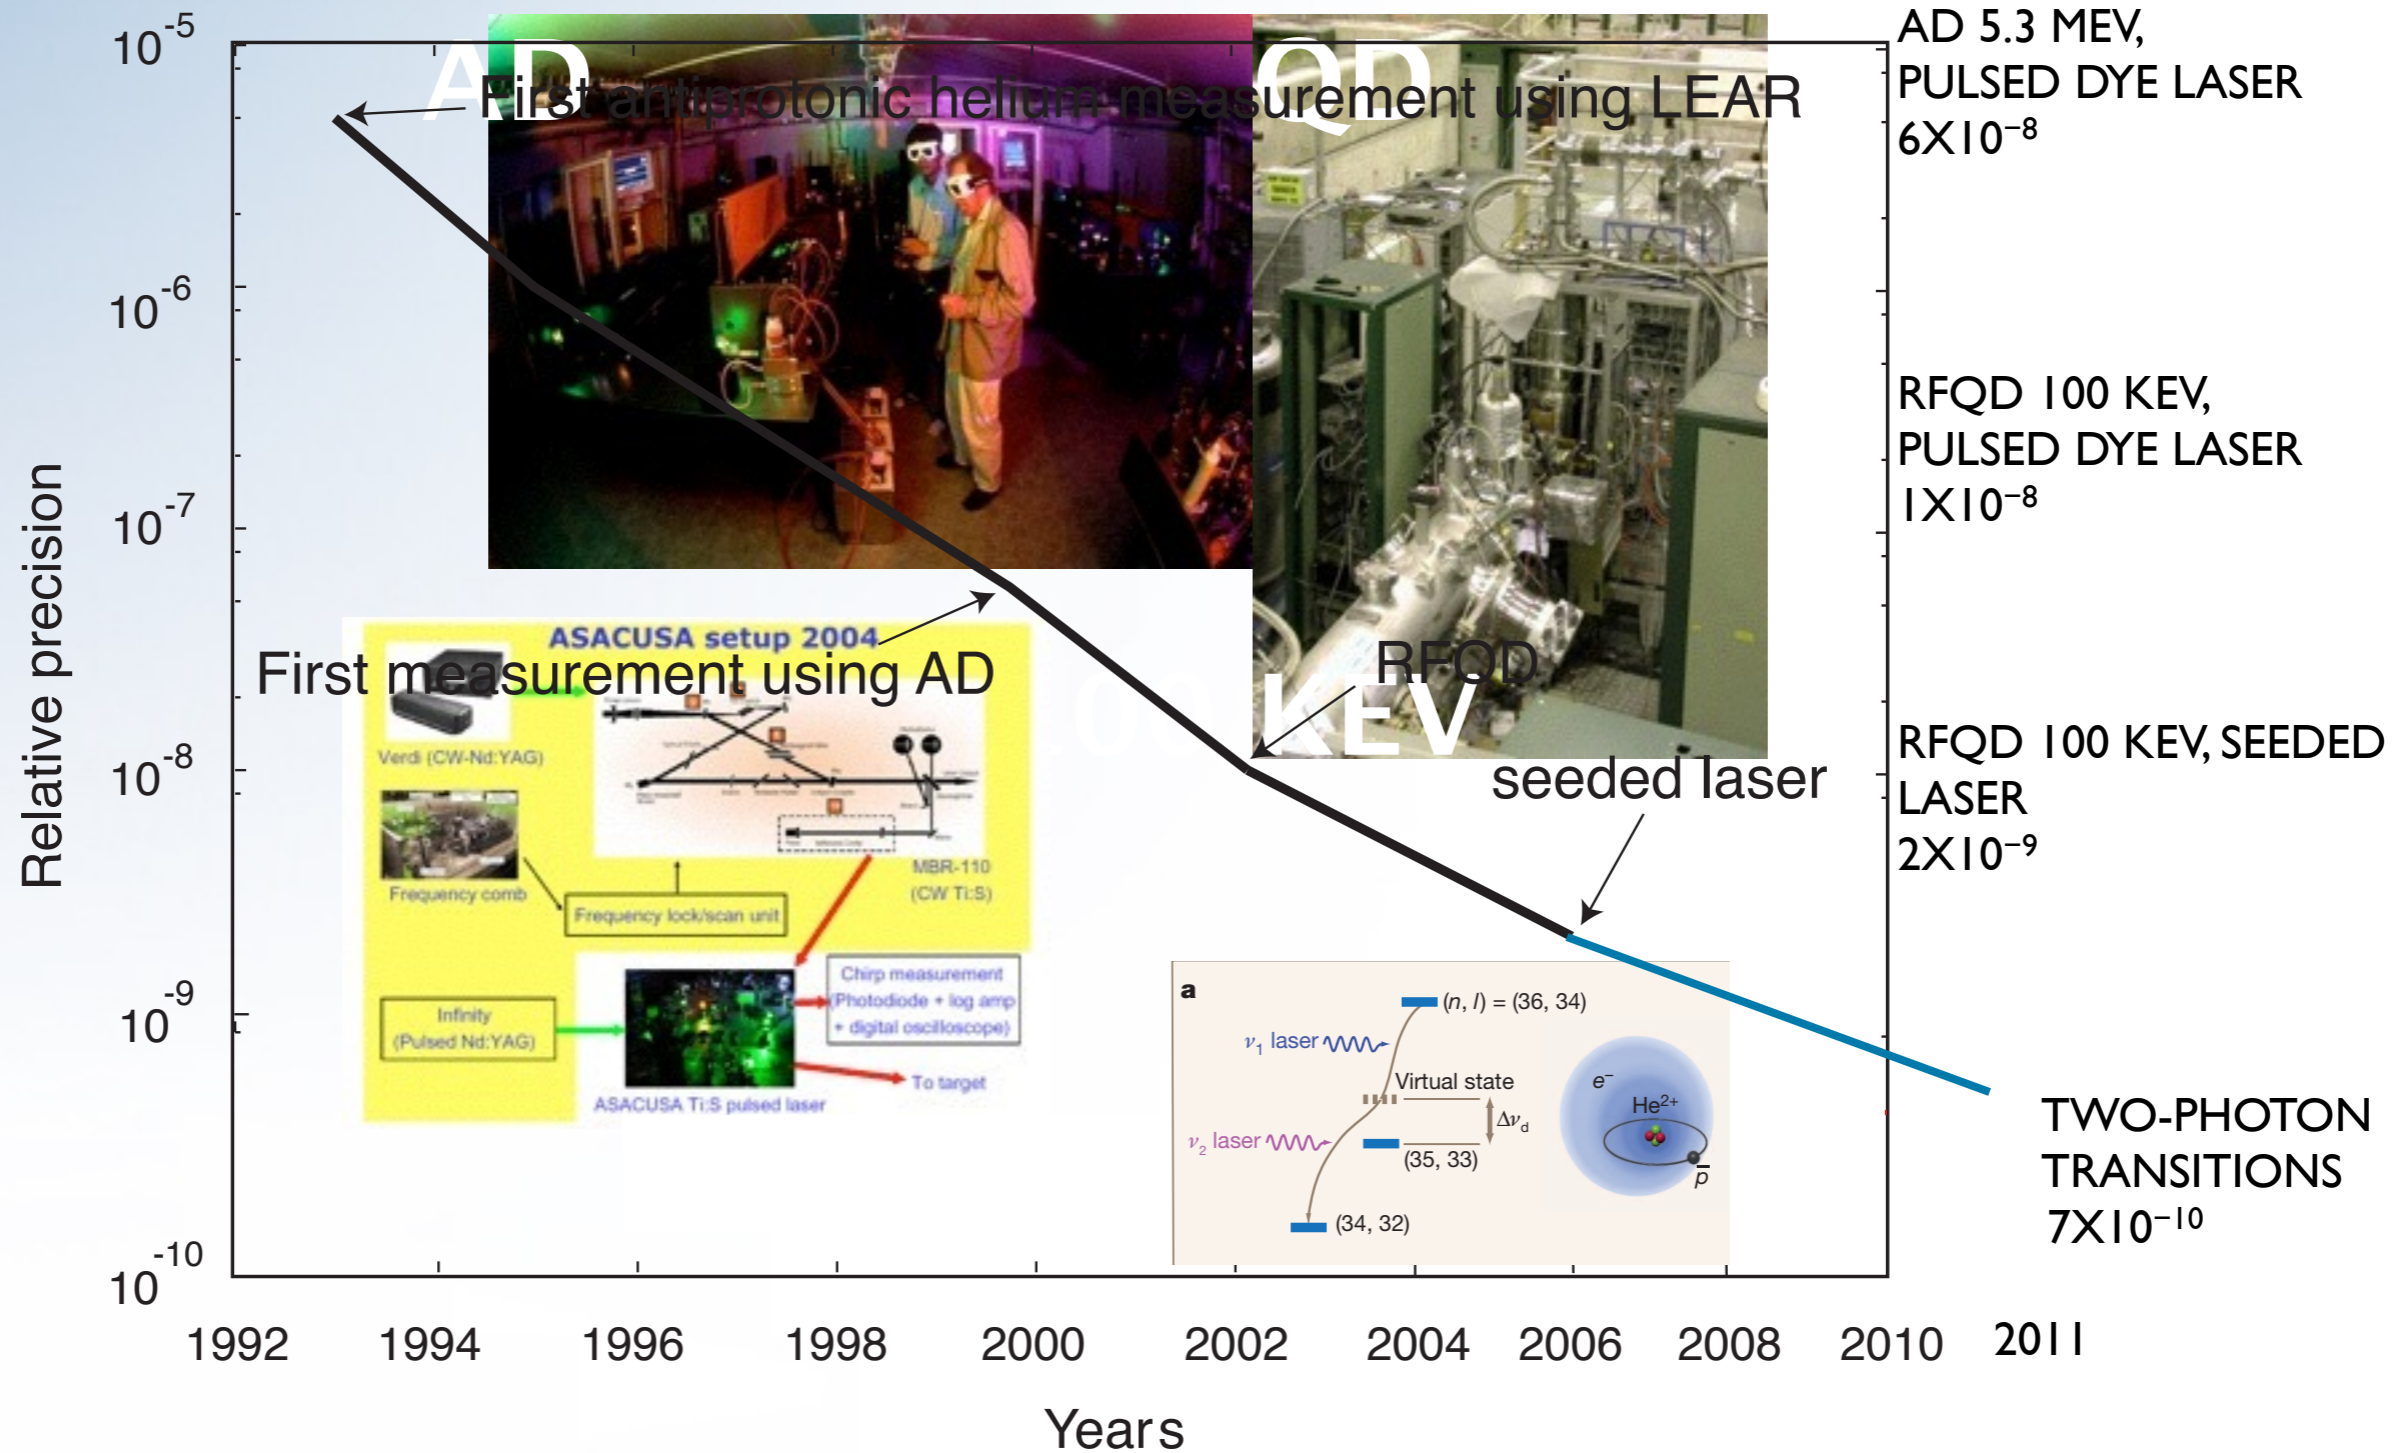 10-5
10-6
10-7
10-8
10-9
10-10
Relative precision
1992 1994 1996 1998 2000 2002 2004 2006 2008 2010 2011
Years
AD
QD
First antiprotonic helium measurement using LEAR
First measurement using AD
RFQD
KEV
seeded laser
ASACUSA setup 2004
Verdi (CW-Nd:YAG)
Frequency comb
Frequency lock/scan unit
MBR-110
(CW Ti:S)
Infinity
(Pulsed Nd:YAG)
Chirp measurement
(Photodiode + log amp
+ digital oscilloscope)
To target
ASACUSA Ti:S pulsed laser
a
(n, l) = (36, 34)
ν1 laser
Virtual state
Δνd
ν2 laser
(35, 33)
(34, 32)
e−
He2+
p̅
AD 5.3 MEV,
PULSED DYE LASER
6X10−8
RFQD 100 KEV,
PULSED DYE LASER
1X10−8
RFQD 100 KEV, SEEDED
LASER
2X10−9
TWO-PHOTON
TRANSITIONS
7X10−10